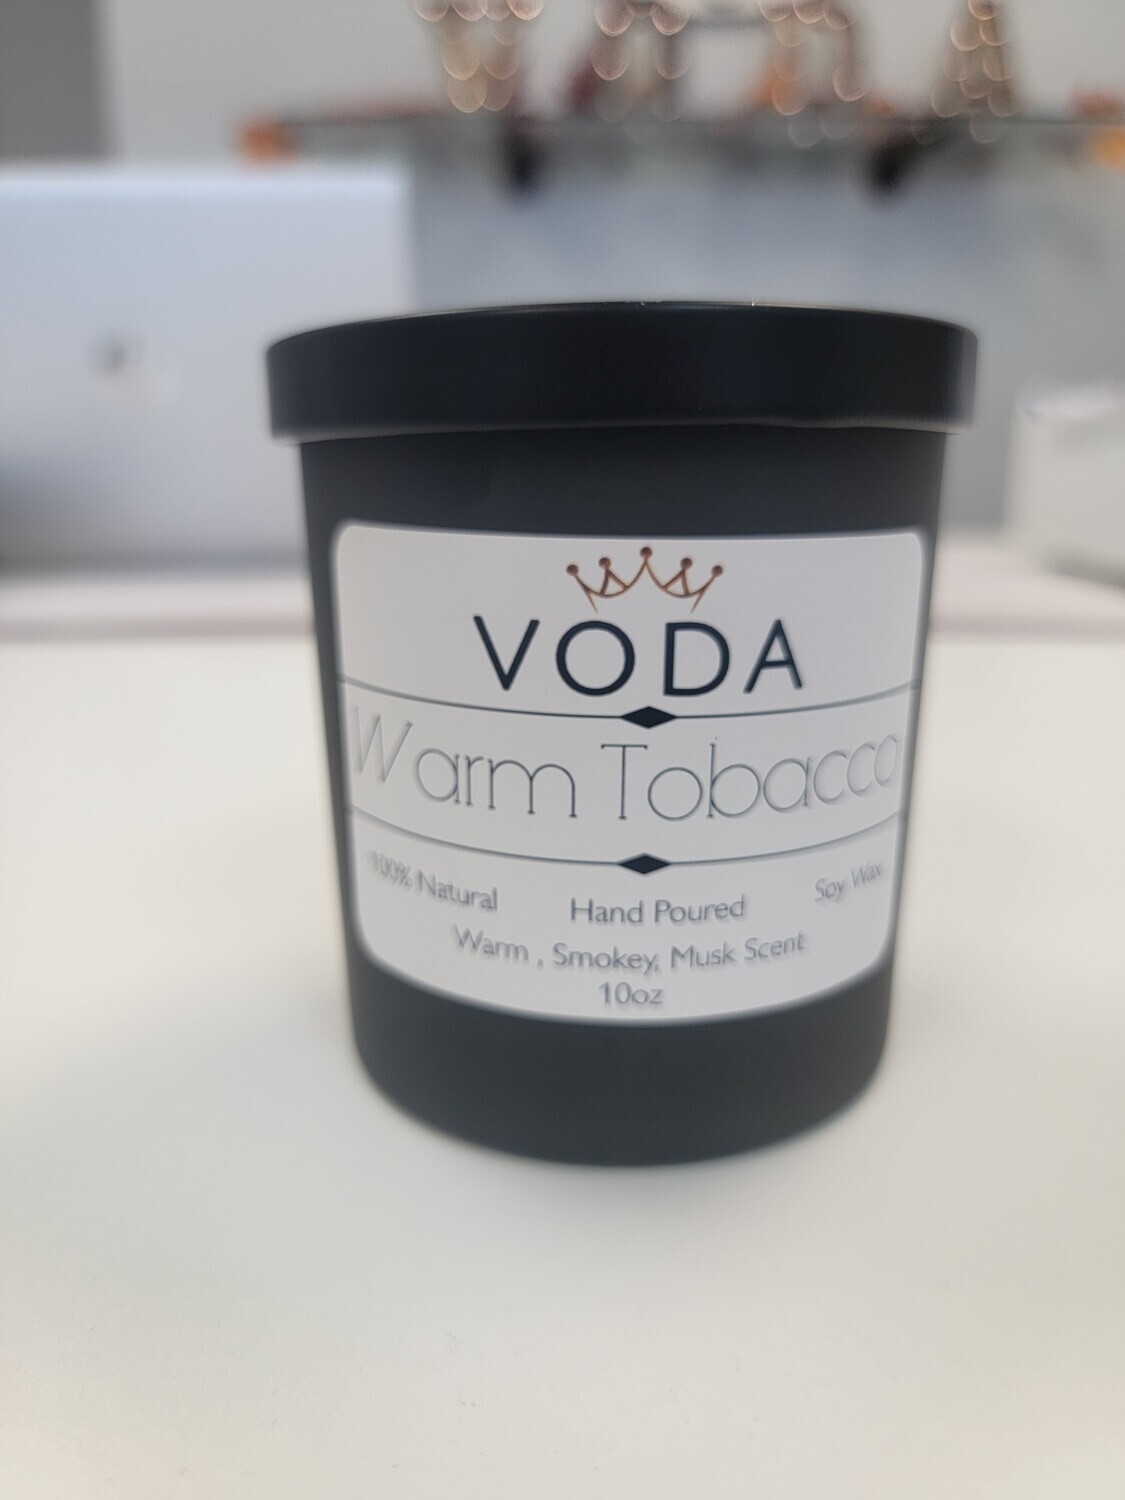 VODA
Warm Tobacco
100% Natural Hand Poured Soy Wax
Warm , Smokey, Musk Scent
10oz